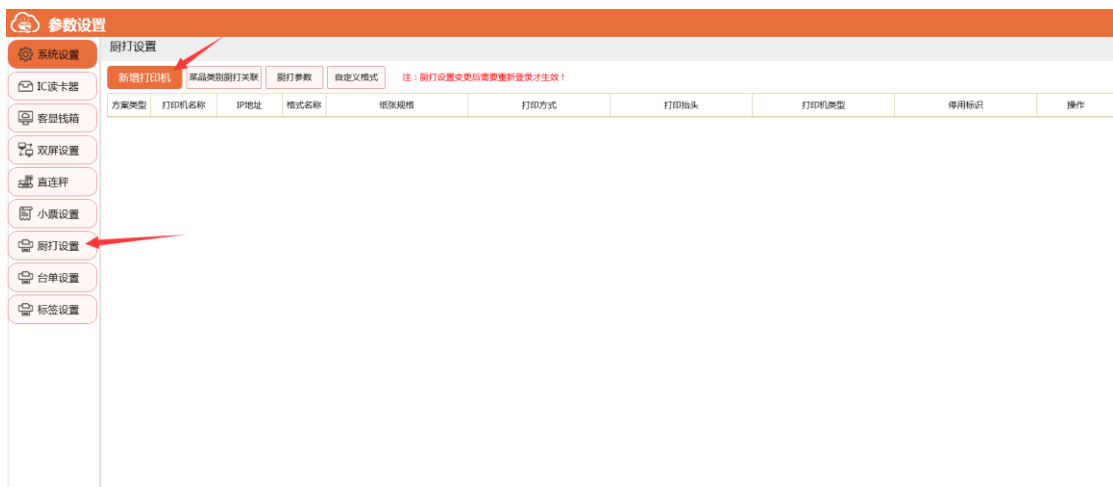 参数设置
系统设置
IC读卡器
客显钱箱
双屏设置
直连秤
小票设置
厨打设置
台单设置
标签设置
厨打设置
新增打印机 菜品类别厨打关联 厨打参数 自定义格式 注：厨打设置变更后需要重新登录才生效！
方案类型 打印机名称 IP地址 格式名称 纸张规格 打印方式 打印抬头 打印机类型 停用标识 操作